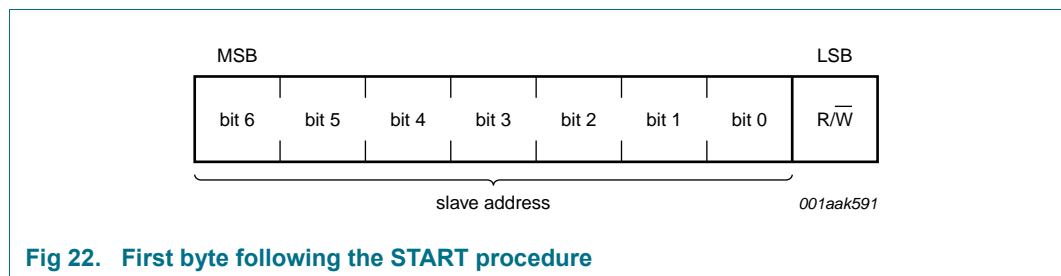 MSB LSB
bit 6 bit 5 bit 4 bit 3 bit 2 bit 1 bit 0 R/W̅
slave address 001aak591
Fig 22. First byte following the START procedure